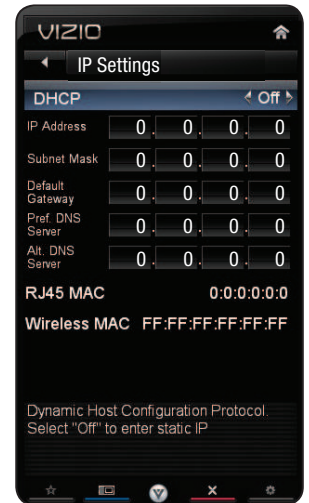 VIZIO
IP Settings
DHCP Off
IP Address 0. 0. 0. 0
Subnet Mask 0. 0. 0. 0
Default
Gateway 0. 0. 0. 0
Pref. DNS
Server 0. 0. 0. 0
Alt. DNS
Server 0. 0. 0. 0
RJ45 MAC 0:0:0:0:0:0
Wireless MAC FF:FF:FF:FF:FF:FF
Dynamic Host Configuration Protocol.
Select "Off" to enter static IP
V